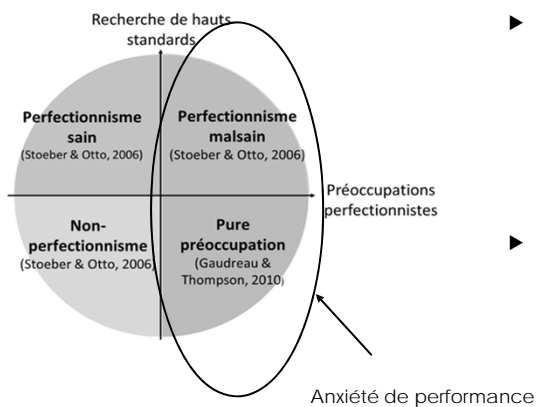 Recherche de hauts
standards
Perfectionnisme
sain
(Stoeber & Otto, 2006)
Perfectionnisme
malsain
(Stoeber & Otto, 2006)
Préoccupations
perfectionnistes
Non-
perfectionnisme
(Stoeber & Otto, 2006)
Pure
préoccupation
(Gaudreau &
Thompson, 2010)
Anxiété de performance